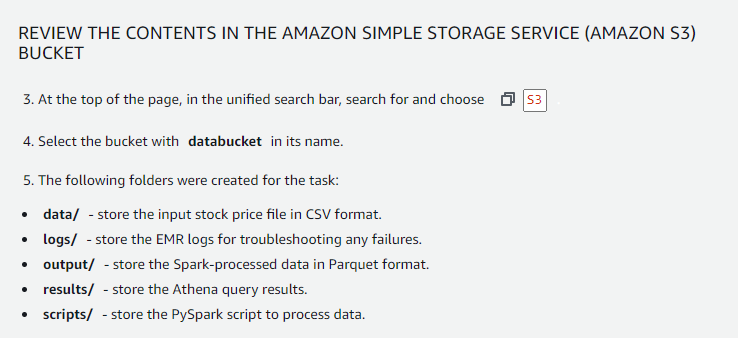 REVIEW THE CONTENTS IN THE AMAZON SIMPLE STORAGE SERVICE (AMAZON S3)
BUCKET
3. At the top of the page, in the unified search bar, search for and choose S3
4. Select the bucket with databucket in its name.
5. The following folders were created for the task:
• data/ - store the input stock price file in CSV format.
• logs/ - store the EMR logs for troubleshooting any failures.
• output/ - store the Spark-processed data in Parquet format.
• results/ - store the Athena query results.
• scripts/ - store the PySpark script to process data.